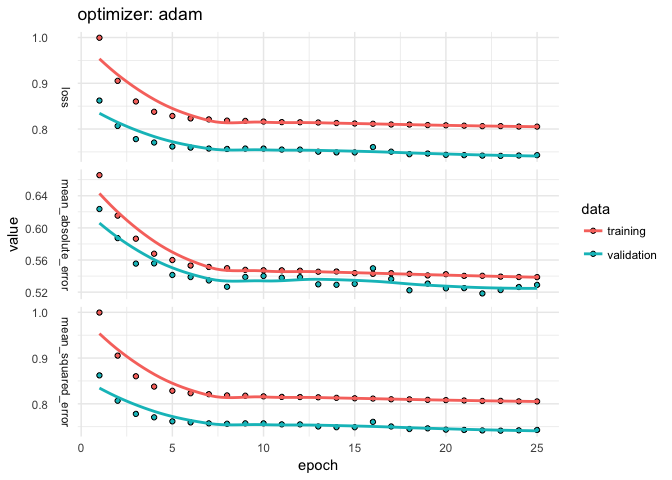 optimizer: adam
1.0
0.9
0.8
loss
0.64
0.60
0.56
0.52
mean_absolute_error
1.0
0.9
0.8
mean_squared_error
value
0 5 10 15 20 25
epoch
data
training
validation